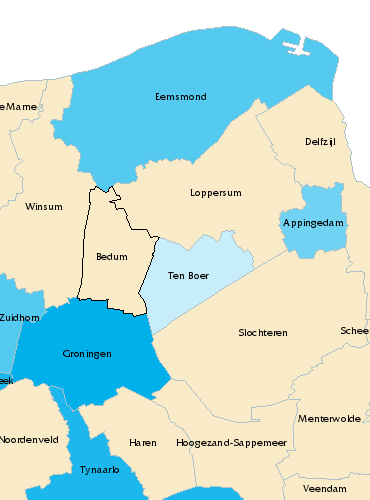 Eemsmond
eMarne
Delfzijl
Loppersum
Winsum
Appingedam
Bedum
Ten Boer
Zuidhorn
Slochteren
Schee
Groningen
eek
Menterwolde
Noordenveld
Haren
Hoogezand-Sappemeer
Tynaarlo
Veendam